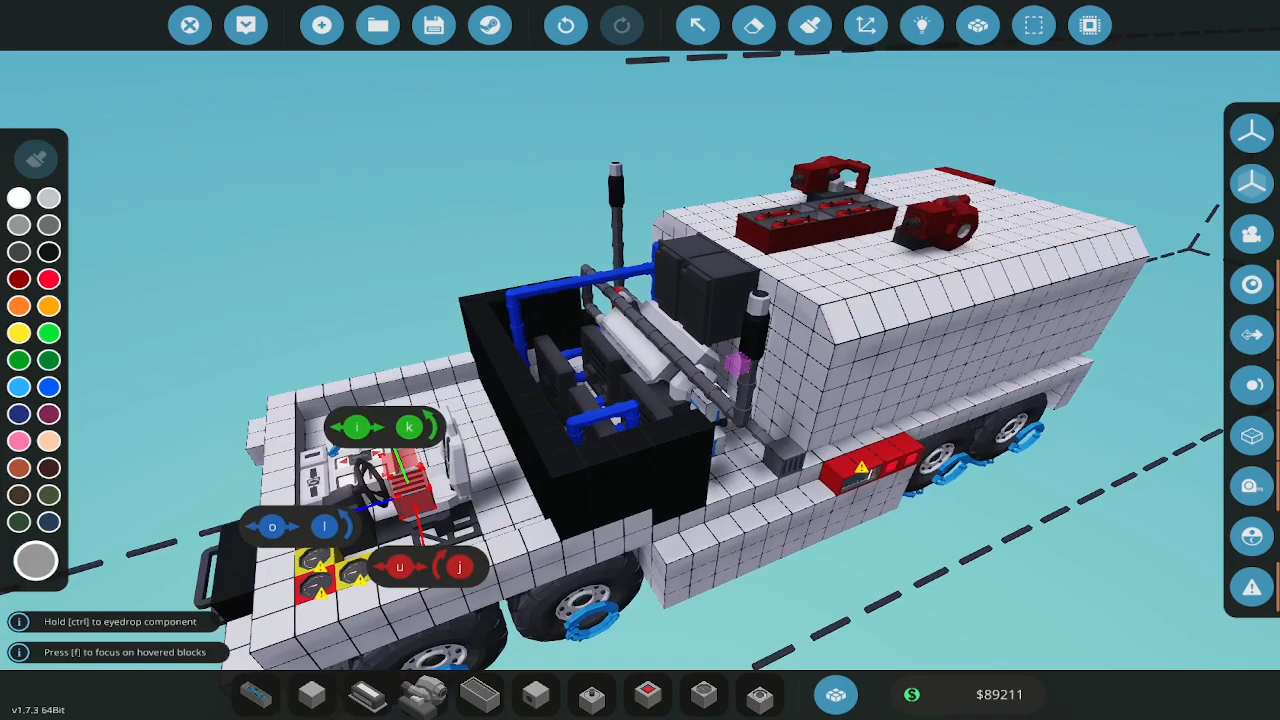 i
k
o
l
u
j
Hold [ctrl] to eyedrop component
Press [f] to focus on hovered blocks
$
$89211
v1.7.3 64Bit